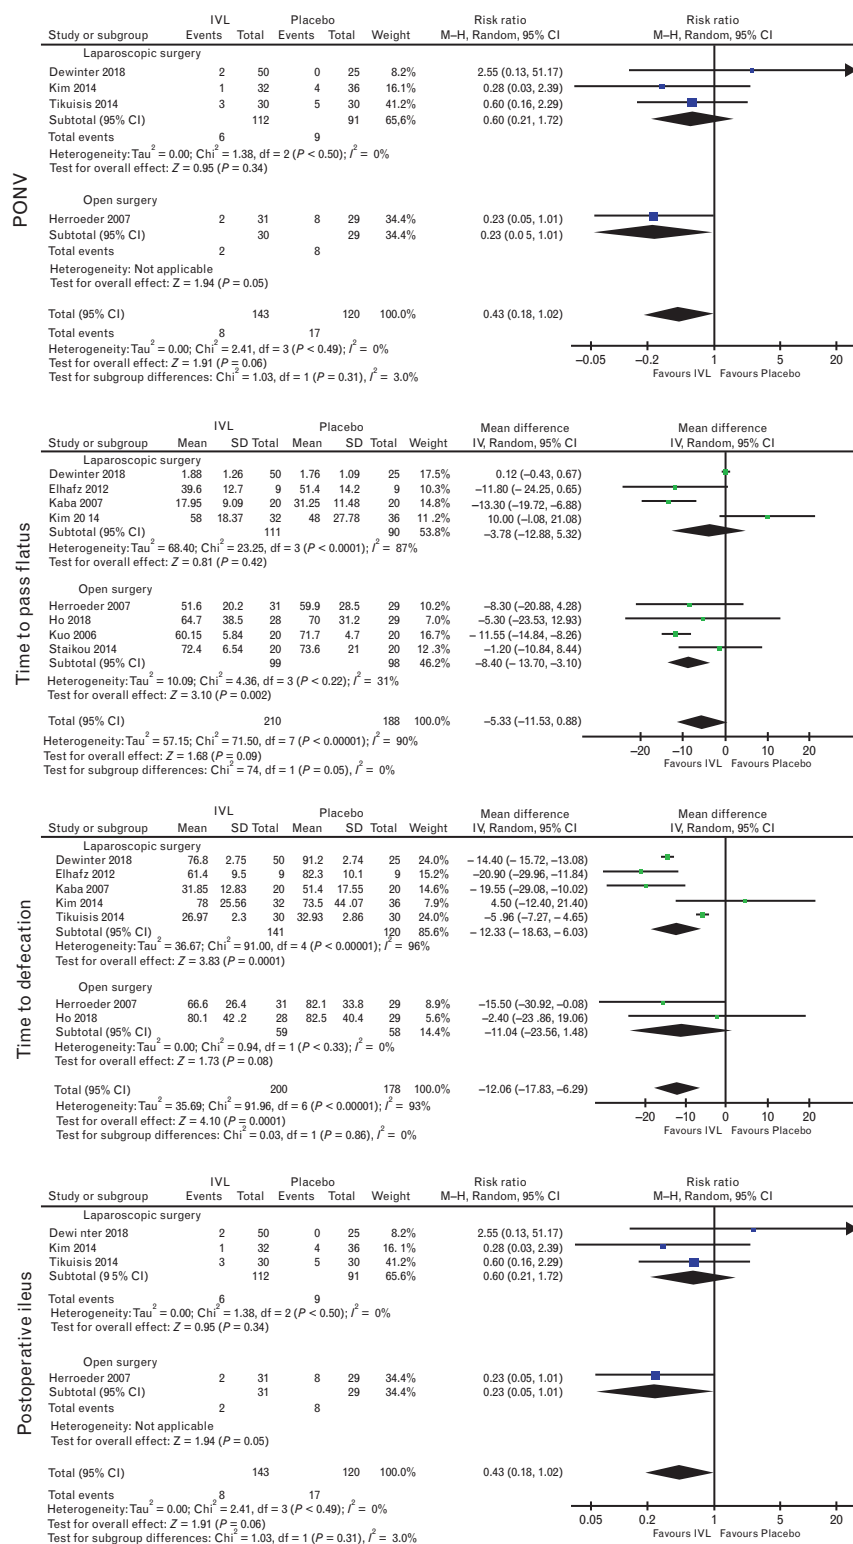 PONV
IVL Placebo Risk ratio Risk ratio
Study or subgroup Events Total Events Total Weight M–H, Random, 95% CI M–H, Random, 95% CI
Laparoscopic surgery
Dewinter 2018 2 50 0 25 8.2% 2.55 (0.13, 51.17)
Kim 2014 1 32 4 36 16.1% 0.28 (0.03, 2.39)
Tikuisis 2014 3 30 5 30 41.2% 0.60 (0.16, 2.29)
Subtotal (95% CI) 112 91 65,6% 0.60 (0.21, 1.72)
Total events 6 9
Heterogeneity: Tau² = 0.00; Chi² = 1.38, df = 2 (P < 0.50); I² = 0%
Test for overall effect: Z = 0.95 (P = 0.34)
Open surgery
Herroeder 2007 2 31 8 29 34.4% 0.23 (0.05, 1.01)
Subtotal (95% CI) 30 29 34.4% 0.23 (0.0 5, 1.01)
Total events 2 8
Heterogeneity: Not applicable
Test for overall effect: Z = 1.94 (P = 0.05)
Total (95% CI) 143 120 100.0% 0.43 (0.18, 1.02)
Total events 8 17
Heterogeneity: Tau² = 0.00; Chi² = 2.41, df = 3 (P < 0.49); I² = 0%
Test for overall effect: Z = 1.91 (P = 0.06)
Test for subgroup differences: Chi² = 1.03, df = 1 (P = 0.31), I² = 3.0%
–0.05 –0.2 1 5 20
Favours IVL Favours Placebo
Time to pass flatus
IVL Placebo Mean difference Mean difference
Study or subgroup Mean SD Total Mean SD Total Weight IV, Random, 95% CI IV, Random, 95% CI
Laparoscopic surgery
Dewinter 2018 1.88 1.26 50 1.76 1.09 25 17.5% 0.12 (–0.43, 0.67)
Elhafz 2012 39.6 12.7 9 51.4 14.2 9 10.3% –11.80 (– 24.25, 0.65)
Kaba 2007 17.95 9.09 20 31.25 11.48 20 14.8% –13.30 (–19.72, –6.88)
Kim 20 14 58 18.37 32 48 27.78 36 11 .2% 10.00 (–l.08, 21.08)
Subtotal (95% CI) 111 90 53.8% –3.78 (–12.88, 5.32)
Heterogeneity: Tau² = 68.40; Chi² = 23.25, df = 3 (P < 0.0001); I² = 87%
Test for overall effect: Z = 0.81 (P = 0.42)
Open surgery
Herroeder 2007 51.6 20.2 31 59.9 28.5 29 10.2% –8.30 (–20.88, 4.28)
Ho 2018 64.7 38.5 28 70 31.2 29 7.0% –5.30 (–23.53, 12.93)
Kuo 2006 60.15 5.84 20 71.7 4.7 20 16.7% – 11.55 (–14.84, –8.26)
Staikou 2014 72.4 6.54 20 73.6 21 20 12 .3% –1.20 (–10.84, 8.44)
Subtotal (95% CI) 99 98 46.2% –8.40 (– 13.70, –3.10)
Heterogeneity: Tau² = 10.09; Chi² = 4.36, df = 3 (P < 0.22); I² = 31%
Test for overall effect: Z = 3.10 (P = 0.002)
Total (95% CI) 210 188 100.0% –5.33 (–11.53, 0.88)
Heterogeneity: Tau² = 57.15; Chi² = 71.50, df = 7 (P < 0.00001); I² = 90%
Test for overall effect: Z = 1.68 (P = 0.09)
Test for subgroup differences: Chi² = 74, df = 1 (P = 0.05), I² = 0%
–20 –10 0 10 20
Favours IVL Favours Placebo
Time to defecation
IVL Placebo Mean difference Mean difference
Study or subgroup Mean SD Total Mean SD Total Weight IV, Random, 95% CI IV, Random, 95% CI
Laparoscopic surgery
Dewinter 2018 76.8 2.75 50 91.2 2.74 25 24.0% – 14.40 (– 15.72, –13.08)
Elhafz 2012 61.4 9.5 9 82.3 10.1 9 15.2% –20.90 (–29.96, –11.84)
Kaba 2007 31.85 12.83 20 51.4 17.55 20 14.6% – 19.55 (–29.08, –10.02)
Kim 2014 78 25.56 32 73.5 44 .07 36 7.9% 4.50 (–12.40, 21.40)
Tikuisis 2014 26.97 2.3 30 32.93 2.86 30 24.0% – 5 .96 (–7.27, – 4.65)
Subtotal (95% CI) 141 120 85.6% – 12.33 (– 18.63, – 6.03)
Heterogeneity: Tau² = 36.67; Chi² = 91.00, df = 4 (P < 0.00001); I² = 96%
Test for overall effect: Z = 3.83 (P = 0.0001)
Open surgery
Herroeder 2007 66.6 26.4 31 82.1 33.8 29 8.9% –15.50 (–30.92, –0.08)
Ho 2018 80.1 42 .2 28 82.5 40.4 29 5.6% –2.40 (–23 .86, 19.06)
Subtotal (95% CI) 59 58 14.4% –11.04 (–23.56, 1.48)
Heterogeneity: Tau² = 0.00; Chi² = 0.94, df = 1 (P < 0.33); I² = 0%
Test for overall effect: Z = 1.73 (P = 0.08)
Total (95% CI) 200 178 100.0% –12.06 (–17.83, –6.29)
Heterogeneity: Tau² = 35.69; Chi² = 91.96, df = 6 (P < 0.00001); I² = 93%
Test for overall effect: Z = 4.10 (P = 0.0001)
Test for subgroup differences: Chi² = 0.03, df = 1 (P = 0.86), I² = 0%
–20 –10 0 10 20
Favours IVL Favours Placebo
Postoperative ileus
IVL Placebo Risk ratio Risk ratio
Study or subgroup Events Total Events Total Weight M–H, Random, 95% CI M–H, Random, 95% CI
Laparoscopic surgery
Dewi nter 2018 2 50 0 25 8.2% 2.55 (0.13, 51.17)
Kim 2014 1 32 4 36 16. 1% 0.28 (0.03, 2.39)
Tikuisis 2014 3 30 5 30 41.2% 0.60 (0.16, 2.29)
Subtotal (9 5% CI) 112 91 65.6% 0.60 (0.21, 1.72)
Total events 6 9
Heterogeneity: Tau² = 0.00; Chi² = 1.38, df = 2 (P < 0.50); I² = 0%
Test for overall effect: Z = 0.95 (P = 0.34)
Open surgery
Herroeder 2007 2 31 8 29 34.4% 0.23 (0.05, 1.01)
Subtotal (95% CI) 31 29 34.4% 0.23 (0.05, 1.01)
Total events 2 8
Heterogeneity: Not applicable
Test for overall effect: Z = 1.94 (P = 0.05)
Total (95% CI) 143 120 100.0% 0.43 (0.18, 1.02)
Total events 8 17
Heterogeneity: Tau² = 0.00; Chi² = 2.41, df = 3 (P < 0.49); I² = 0%
Test for overall effect: Z = 1.91 (P = 0.06)
Test for subgroup differences: Chi² = 1.03, df = 1 (P = 0.31), I² = 3.0%
0.05 0.2 1 5 20
Favours IVL Favours Placebo